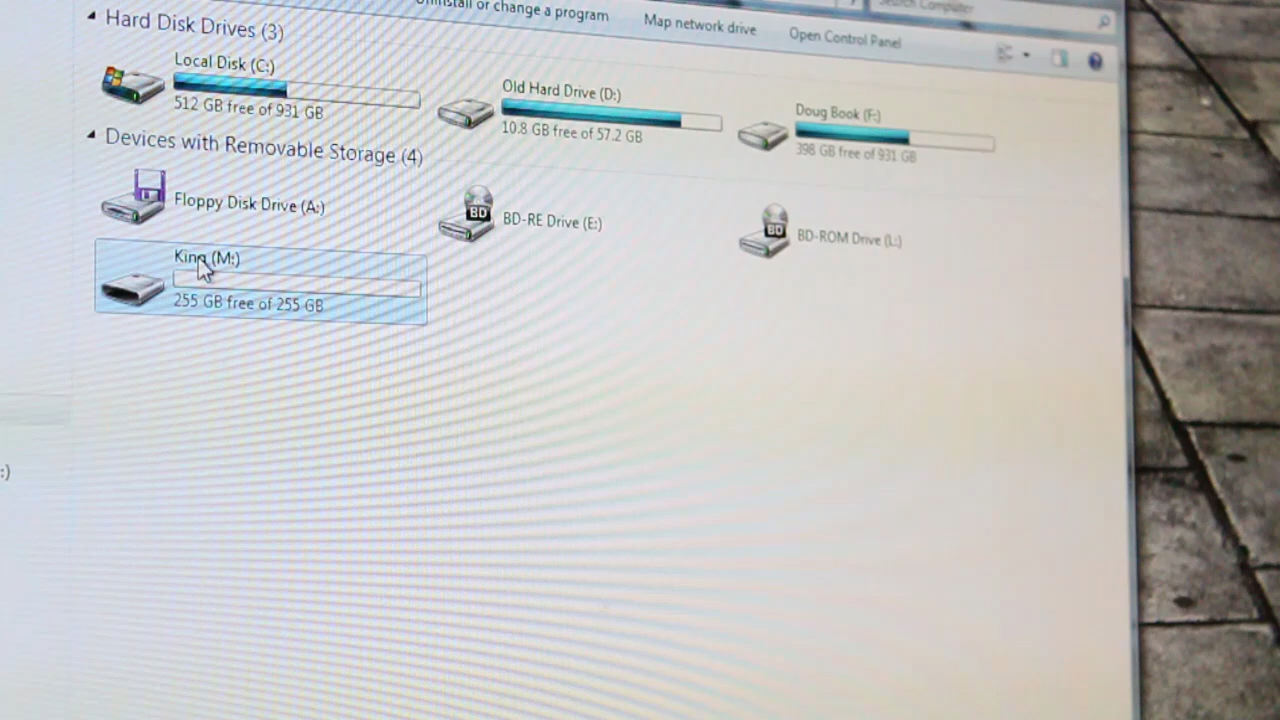 Uninstall or change a program
Map network drive
Open Control Panel
Search Computer
Hard Disk Drives (3)
Local Disk (C:)
512 GB free of 931 GB
Old Hard Drive (D:)
10.8 GB free of 57.2 GB
Doug Book (F:)
398 GB free of 931 GB
Devices with Removable Storage (4)
Floppy Disk Drive (A:)
BD
BD-RE Drive (E:)
BD
BD-ROM Drive (L:)
King (M:)
255 GB free of 255 GB
:)